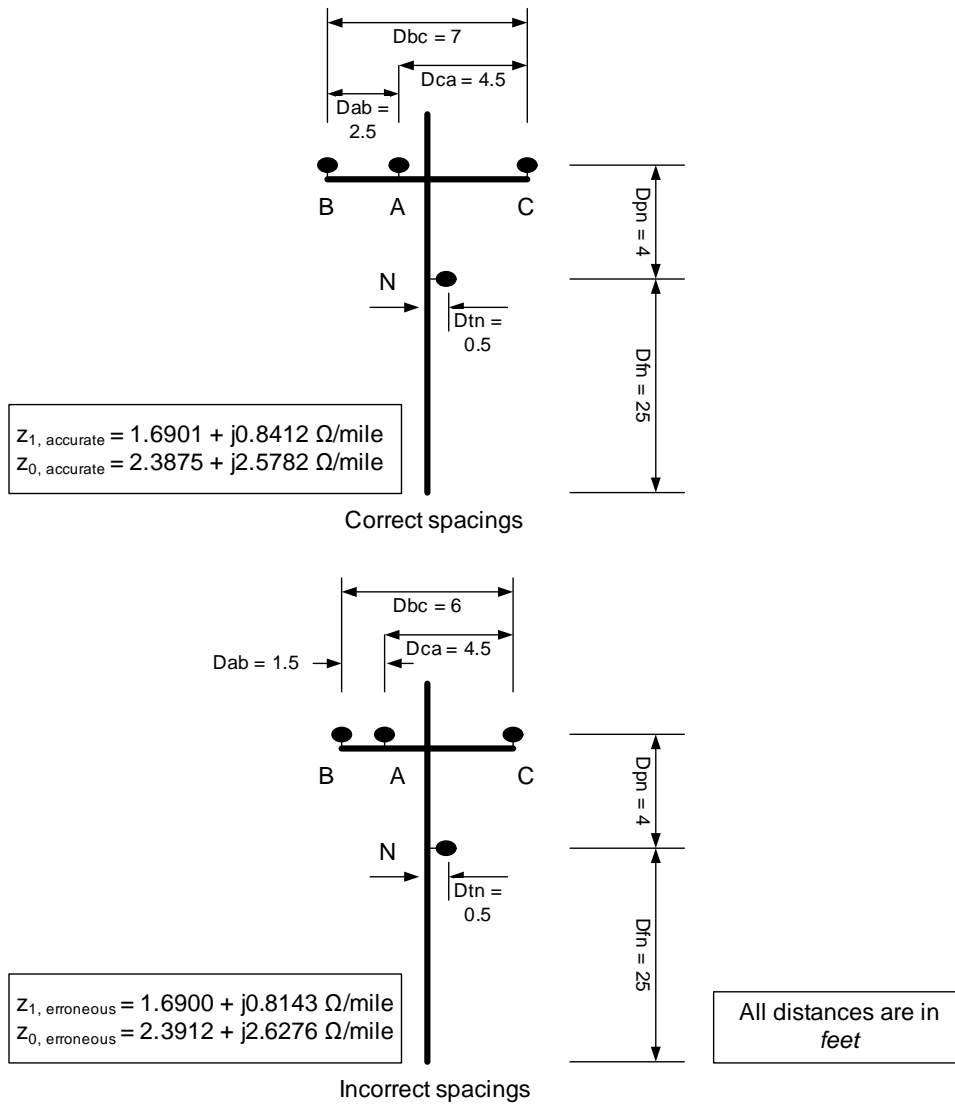 Dbc = 7
Dca = 4.5
Dab =
2.5
B
A
C
Dpn = 4
N
Dtn =
0.5
Dfn = 25
z1, accurate = 1.6901 + j0.8412 Ω/mile
z0, accurate = 2.3875 + j2.5782 Ω/mile
Correct spacings
Dbc = 6
Dca = 4.5
Dab = 1.5
B
A
C
Dpn = 4
N
Dtn =
0.5
Dfn = 25
z1, erroneous = 1.6900 + j0.8143 Ω/mile
z0, erroneous = 2.3912 + j2.6276 Ω/mile
All distances are in
feet
Incorrect spacings